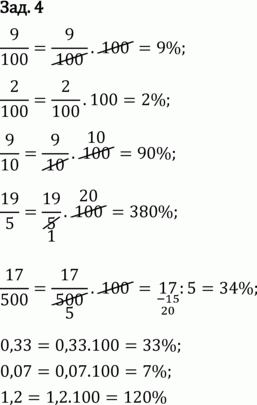 Зад. 4
9/100 = 9/100 . 100 = 9%;
2/100 = 2/100 . 100 = 2%;
10
9/10 = 9/10 . 100 = 90%;
20
19/5 = 19/5 . 100 = 380%;
1
17/500 = 17/500 . 100 = 17 : 5 = 34%;
5 −15
20
0,33 = 0,33.100 = 33%;
0,07 = 0,07.100 = 7%;
1,2 = 1,2.100 = 120%